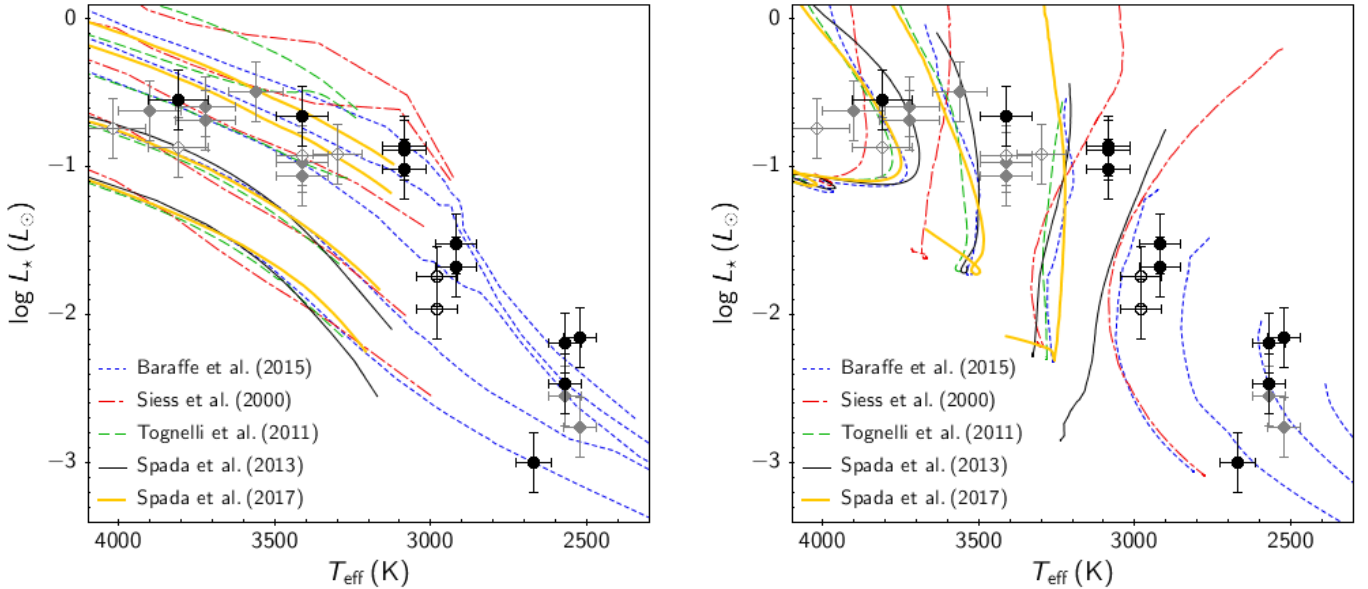 0
−1
−2
−3
log L⋆ (L⊙)
Baraffe et al. (2015)
Siess et al. (2000)
Tognelli et al. (2011)
Spada et al. (2013)
Spada et al. (2017)
4000 3500 3000 2500
Teff (K)
0
−1
−2
−3
log L⋆ (L⊙)
Baraffe et al. (2015)
Siess et al. (2000)
Tognelli et al. (2011)
Spada et al. (2013)
Spada et al. (2017)
4000 3500 3000 2500
Teff (K)